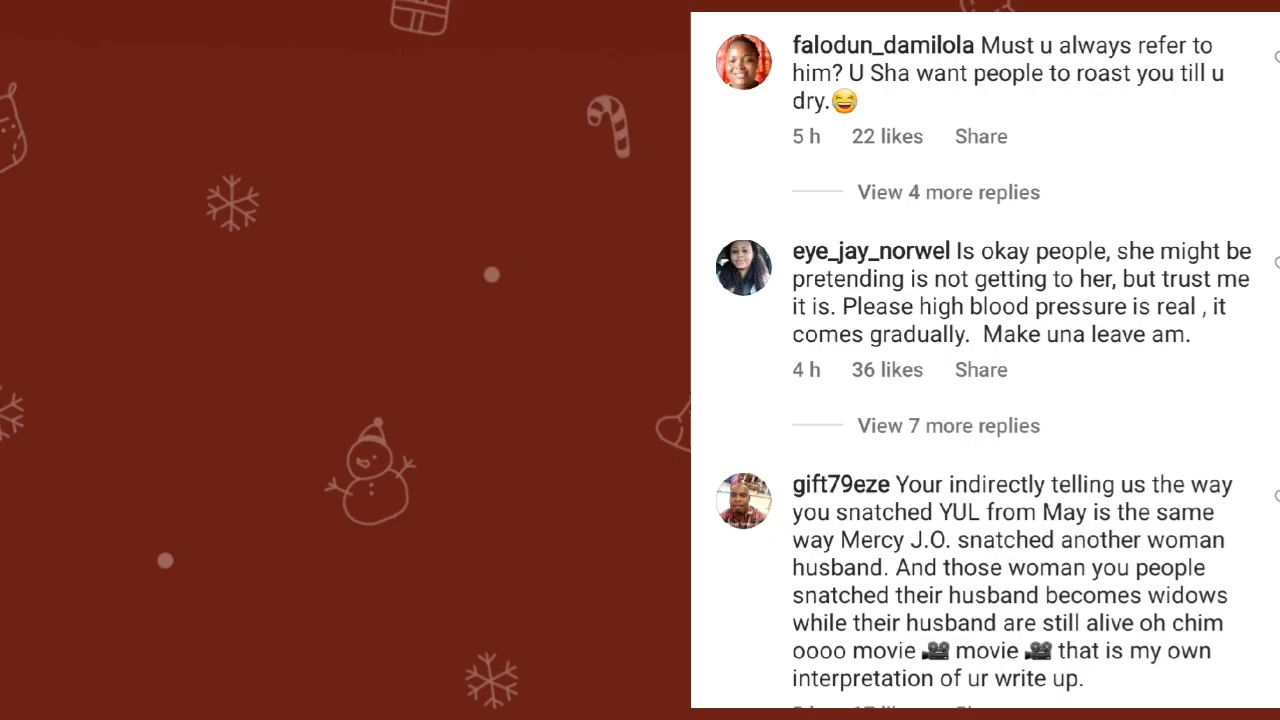 falodun_damilola Must u always refer to
him? U Sha want people to roast you till u
dry.😂
5 h 22 likes Share
View 4 more replies
eye_jay_norwel Is okay people, she might be
pretending is not getting to her, but trust me
it is. Please high blood pressure is real , it
comes gradually.  Make una leave am.
4 h 36 likes Share
View 7 more replies
gift79eze Your indirectly telling us the way
you snatched YUL from May is the same
way Mercy J.O. snatched another woman
husband. And those woman you people
snatched their husband becomes widows
while their husband are still alive oh chim
oooo movie 🎥 movie 🎥 that is my own
interpretation of ur write up.